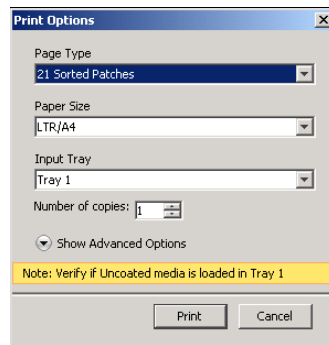 Print Options
Page Type
21 Sorted Patches
Paper Size
LTR/A4
Input Tray
Tray 1
Number of copies: 1
Show Advanced Options
Note: Verify if Uncoated media is loaded in Tray 1
Print Cancel